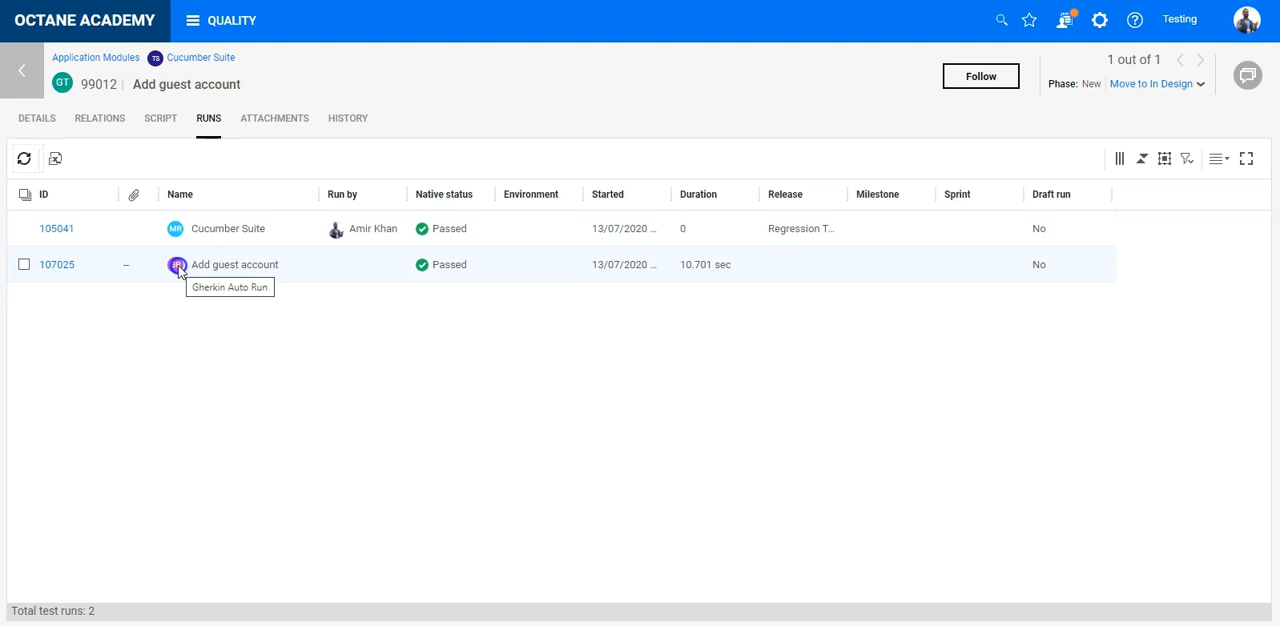 OCTANE ACADEMY QUALITY Testing
Application Modules TS Cucumber Suite
1 out of 1
GT 99012 Add guest account
Follow
Phase: New Move to In Design
DETAILS RELATIONS SCRIPT RUNS ATTACHMENTS HISTORY
ID Name Run by Native status Environment Started Duration Release Milestone Sprint Draft run
105041 MR Cucumber Suite Amir Khan Passed 13/07/2020 ... 0 Regression T... No
107025 -- Add guest account Passed 13/07/2020 ... 10.701 sec No
Gherkin Auto Run
Total test runs: 2